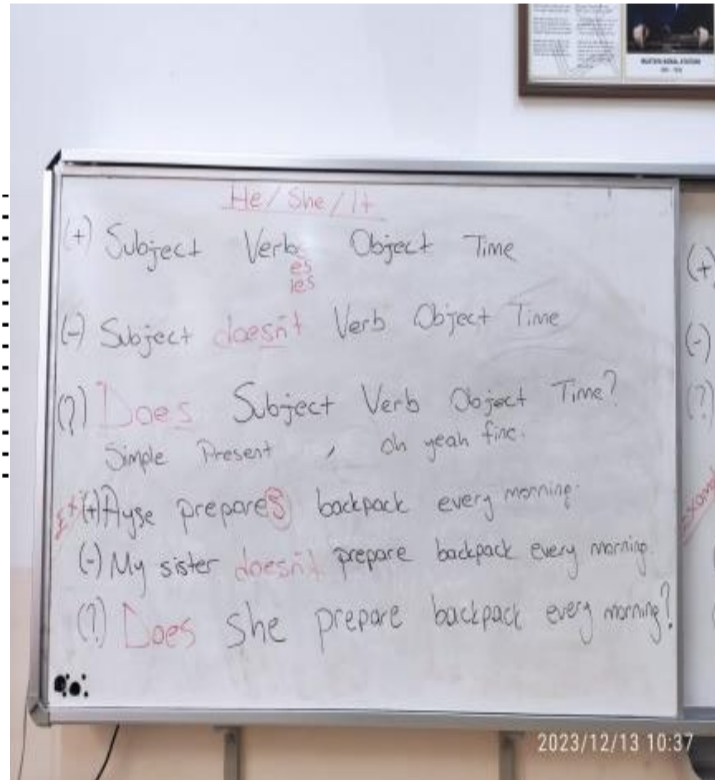 He/She/It
(+) Subject Verbs Object Time
es
ies
(-) Subject doesn't Verb Object Time
(?) Does Subject Verb Object Time?
Simple Present, Oh yeah fine.
Ex (+) Ayse prepares backpack every morning.
(-) My sister doesn't prepare backpack every morning.
(?) Does she prepare backpack every morning?
(+)
(-)
(?)
2023/12/13 10:37